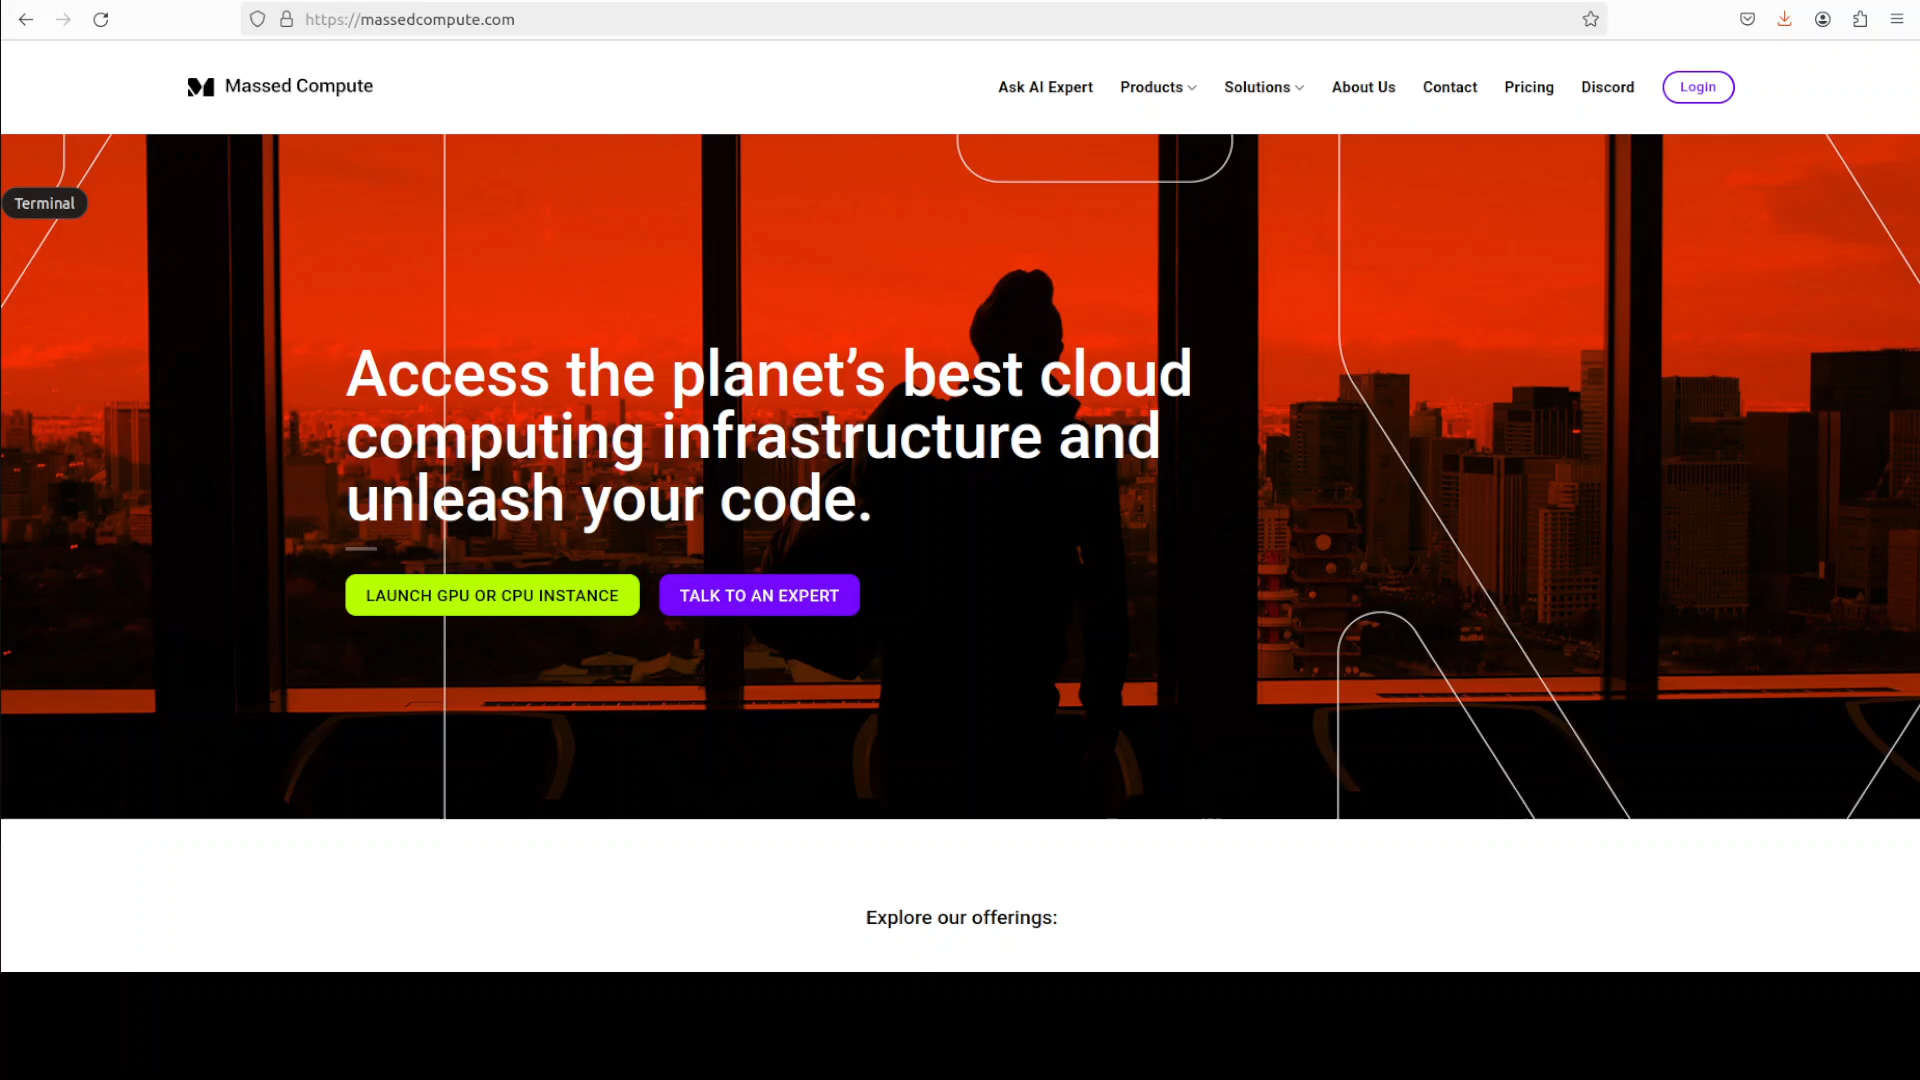 https://massedcompute.com
Massed Compute
Ask AI Expert
Products
Solutions
About Us
Contact
Pricing
Discord
Login
Terminal
Access the planet’s best cloud
computing infrastructure and
unleash your code.
LAUNCH GPU OR CPU INSTANCE
TALK TO AN EXPERT
Explore our offerings: